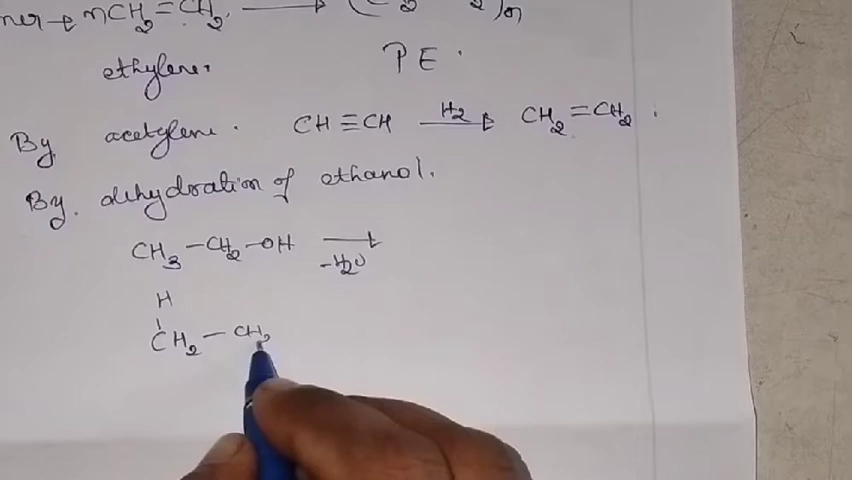 nCH₂=CH₂. ⟶
ethylene. PE.
By acetylene. CH≡CH ⟶ H₂ CH₂=CH₂.
By. dehydration of ethanol.
CH₃–CH₂–OH ⟶
-H₂O
H
CH₂–CH₂